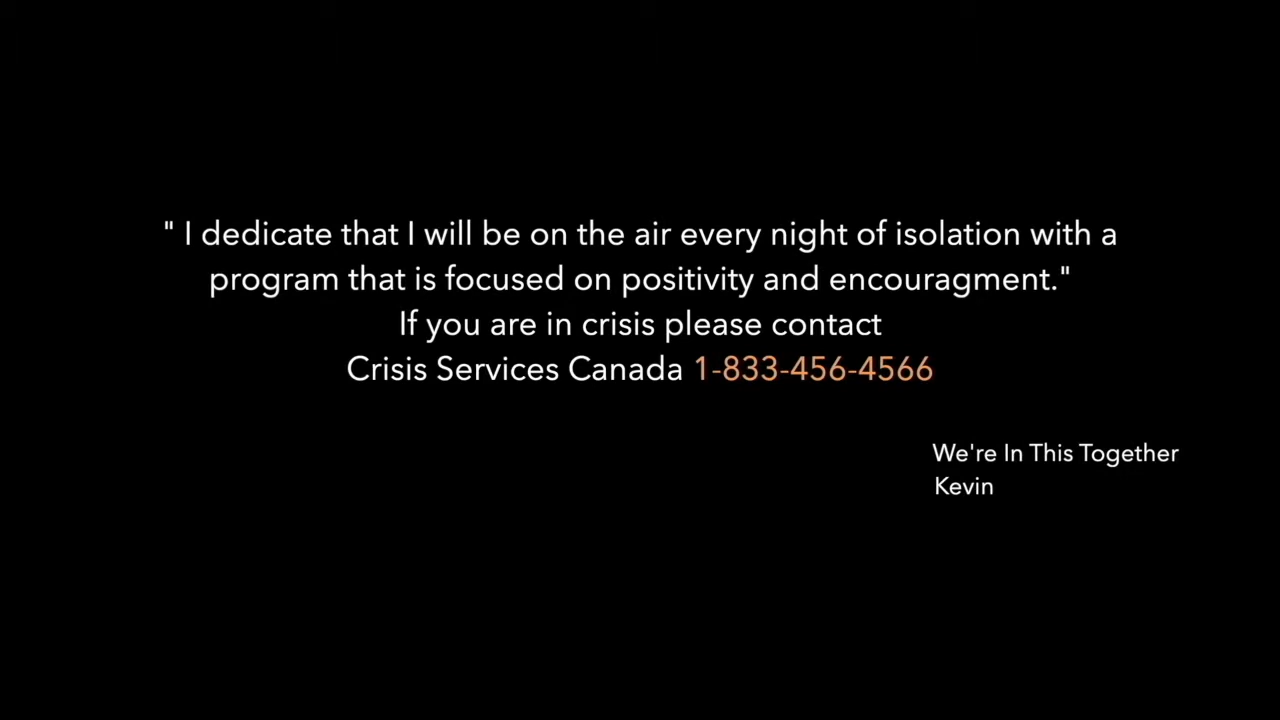 " I dedicate that I will be on the air every night of isolation with a
program that is focused on positivity and encouragment."
If you are in crisis please contact
Crisis Services Canada 1-833-456-4566
We're In This Together
Kevin